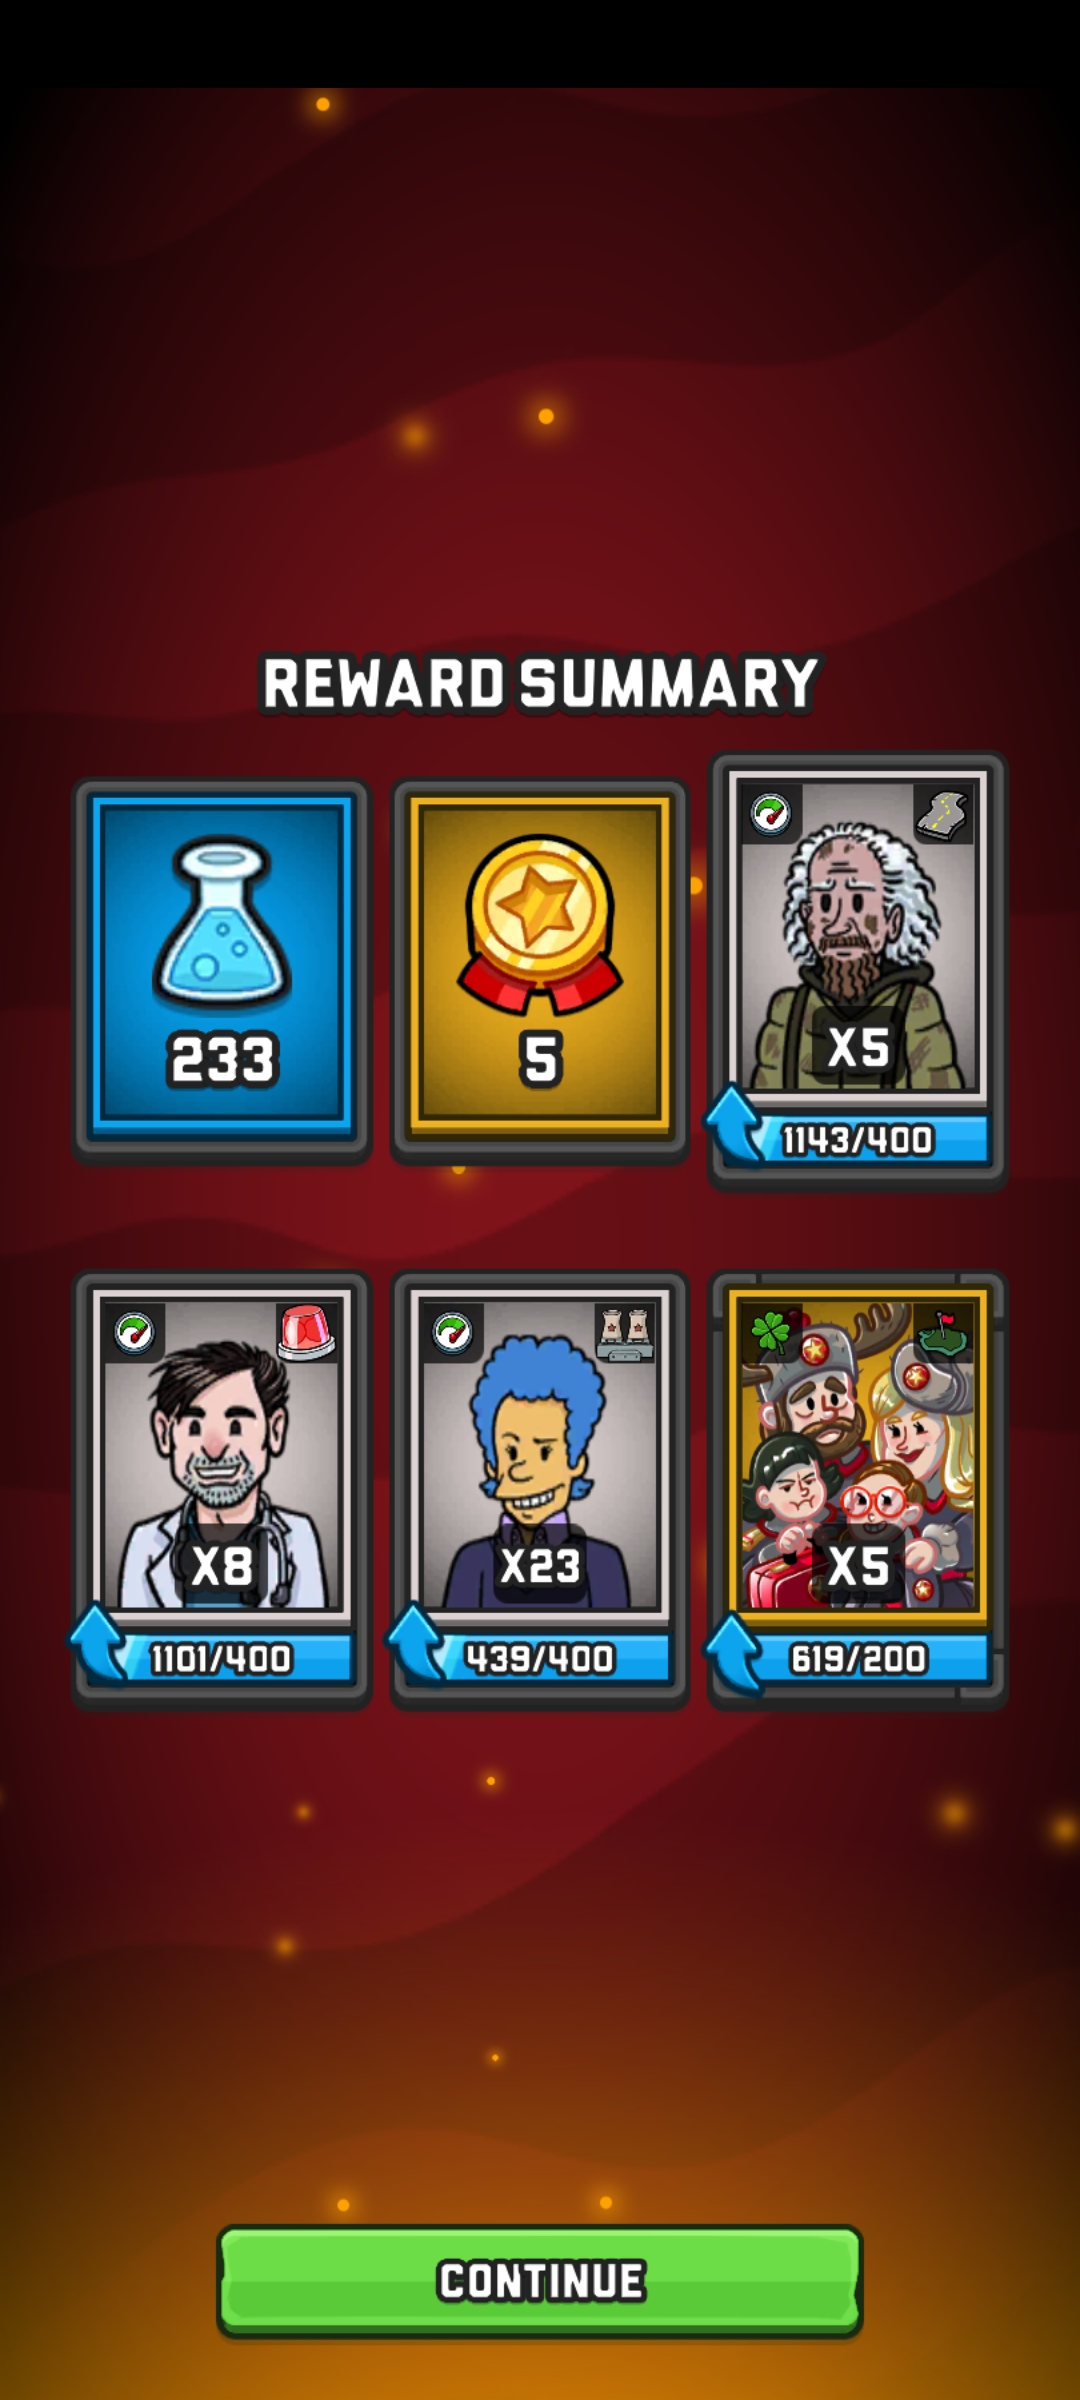 REWARD SUMMARY
233
5
X5
1143/400
X8
1101/400
X23
439/400
X5
619/200
CONTINUE